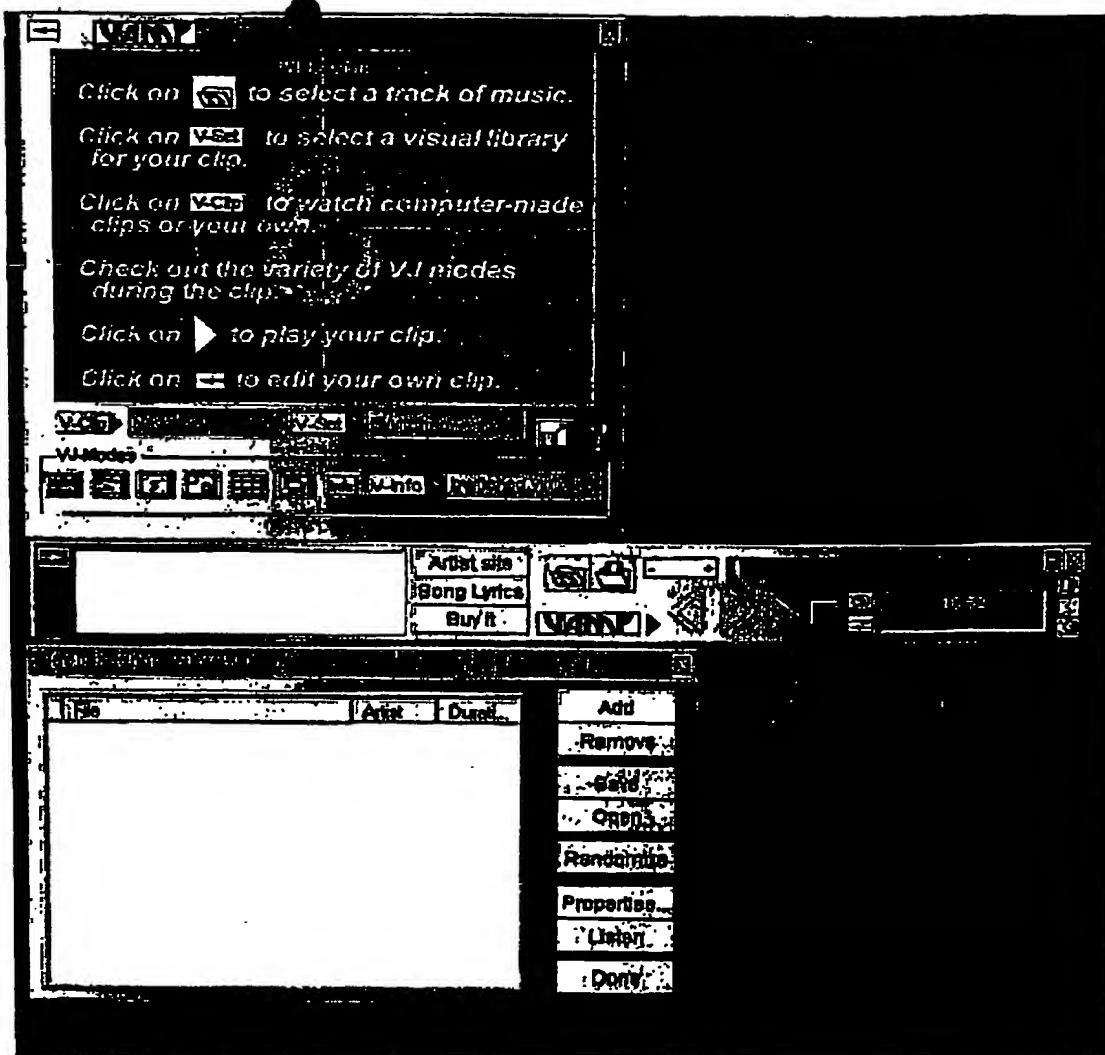 Click on to select a track of music.
Click on V-Set to select a visual library
for your clip.
Click on V-Clip to watch computer-made
clips or your own.
Check out the variety of VJ modes
during the clip.
Click on to play your clip.
Click on to edit your own clip.
V-Clip V-Set
VJ-Modes
V-Info
Artist site
Song Lyrics
Buy it
Title Artist Durati...
Add
Remove
Save
Open
Randomize
Properties...
Listen
Done